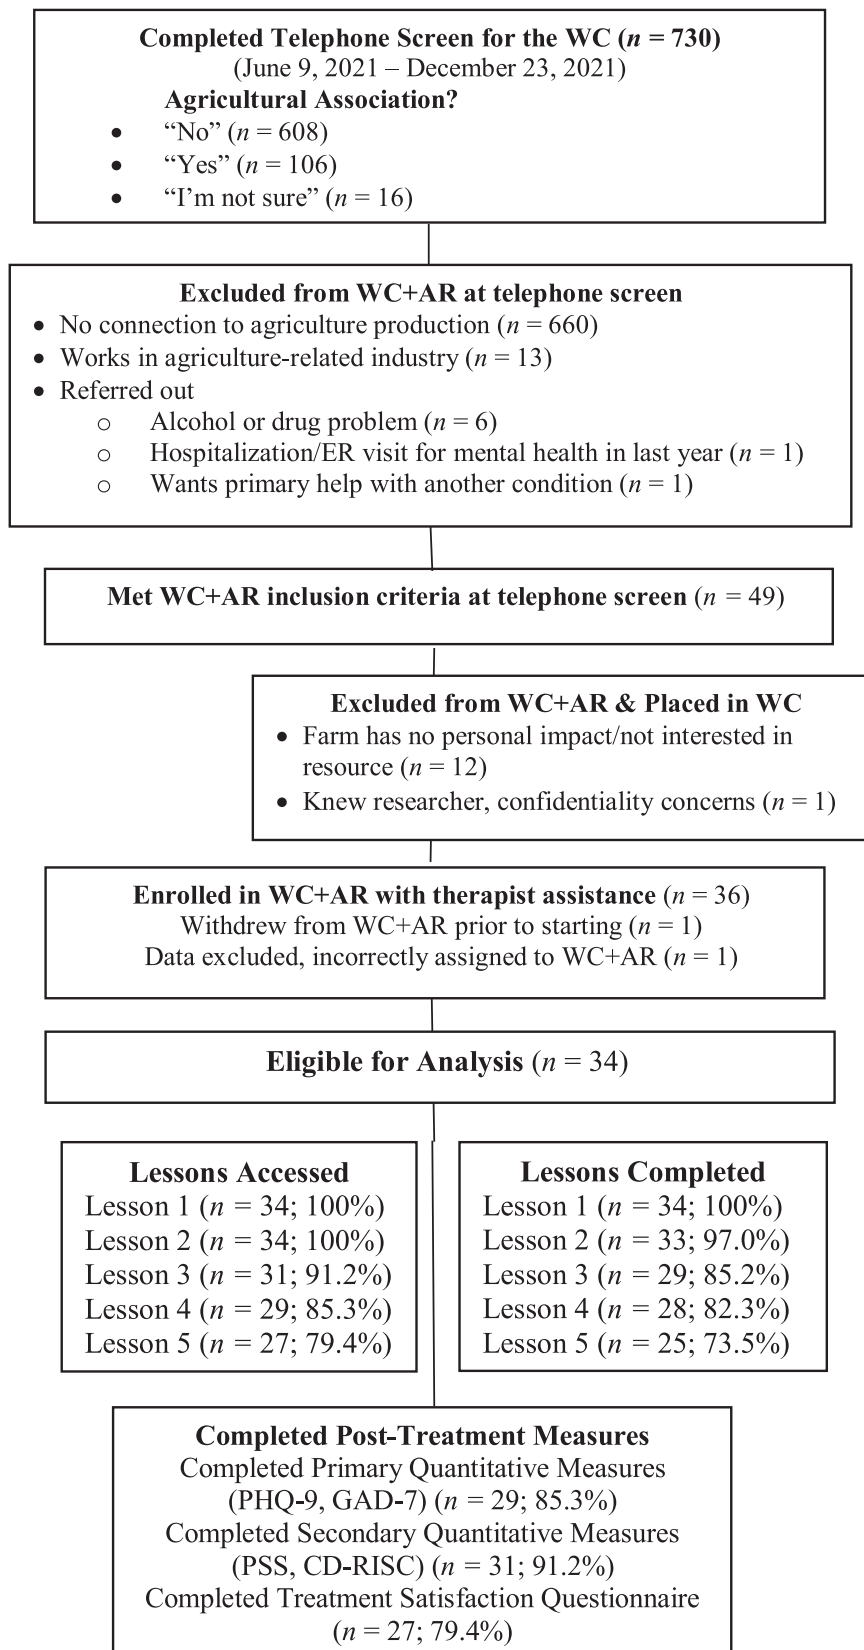 Completed Telephone Screen for the WC (n = 730)
(June 9, 2021 – December 23, 2021)
Agricultural Association?
• “No” (n = 608)
• “Yes” (n = 106)
• “I’m not sure” (n = 16)
Excluded from WC+AR at telephone screen
• No connection to agriculture production (n = 660)
• Works in agriculture-related industry (n = 13)
• Referred out
o Alcohol or drug problem (n = 6)
o Hospitalization/ER visit for mental health in last year (n = 1)
o Wants primary help with another condition (n = 1)
Met WC+AR inclusion criteria at telephone screen (n = 49)
Excluded from WC+AR & Placed in WC
• Farm has no personal impact/not interested in
resource (n = 12)
• Knew researcher, confidentiality concerns (n = 1)
Enrolled in WC+AR with therapist assistance (n = 36)
Withdrew from WC+AR prior to starting (n = 1)
Data excluded, incorrectly assigned to WC+AR (n = 1)
Eligible for Analysis (n = 34)
Lessons Accessed
Lesson 1 (n = 34; 100%)
Lesson 2 (n = 34; 100%)
Lesson 3 (n = 31; 91.2%)
Lesson 4 (n = 29; 85.3%)
Lesson 5 (n = 27; 79.4%)
Lessons Completed
Lesson 1 (n = 34; 100%)
Lesson 2 (n = 33; 97.0%)
Lesson 3 (n = 29; 85.2%)
Lesson 4 (n = 28; 82.3%)
Lesson 5 (n = 25; 73.5%)
Completed Post-Treatment Measures
Completed Primary Quantitative Measures
(PHQ-9, GAD-7) (n = 29; 85.3%)
Completed Secondary Quantitative Measures
(PSS, CD-RISC) (n = 31; 91.2%)
Completed Treatment Satisfaction Questionnaire
(n = 27; 79.4%)